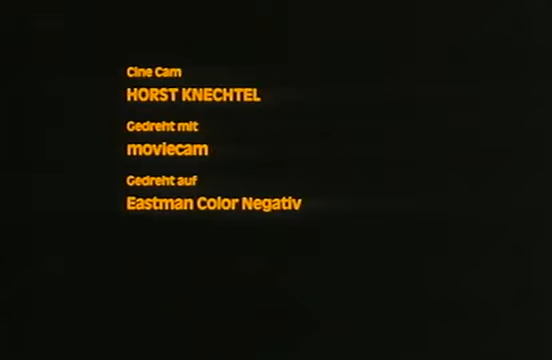 Cine Cam
HORST KNECHTEL
Gedreht mit
moviecam
Gedreht auf
Eastman Color Negativ